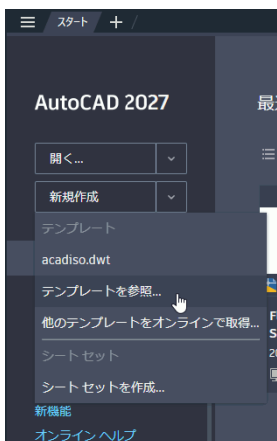 スタート
AutoCAD 2027
開く...
新規作成
テンプレート
acadiso.dwt
テンプレートを参照...
他のテンプレートをオンラインで取得...
シート セット
シート セットを作成...
新機能
オンライン ヘルプ
最